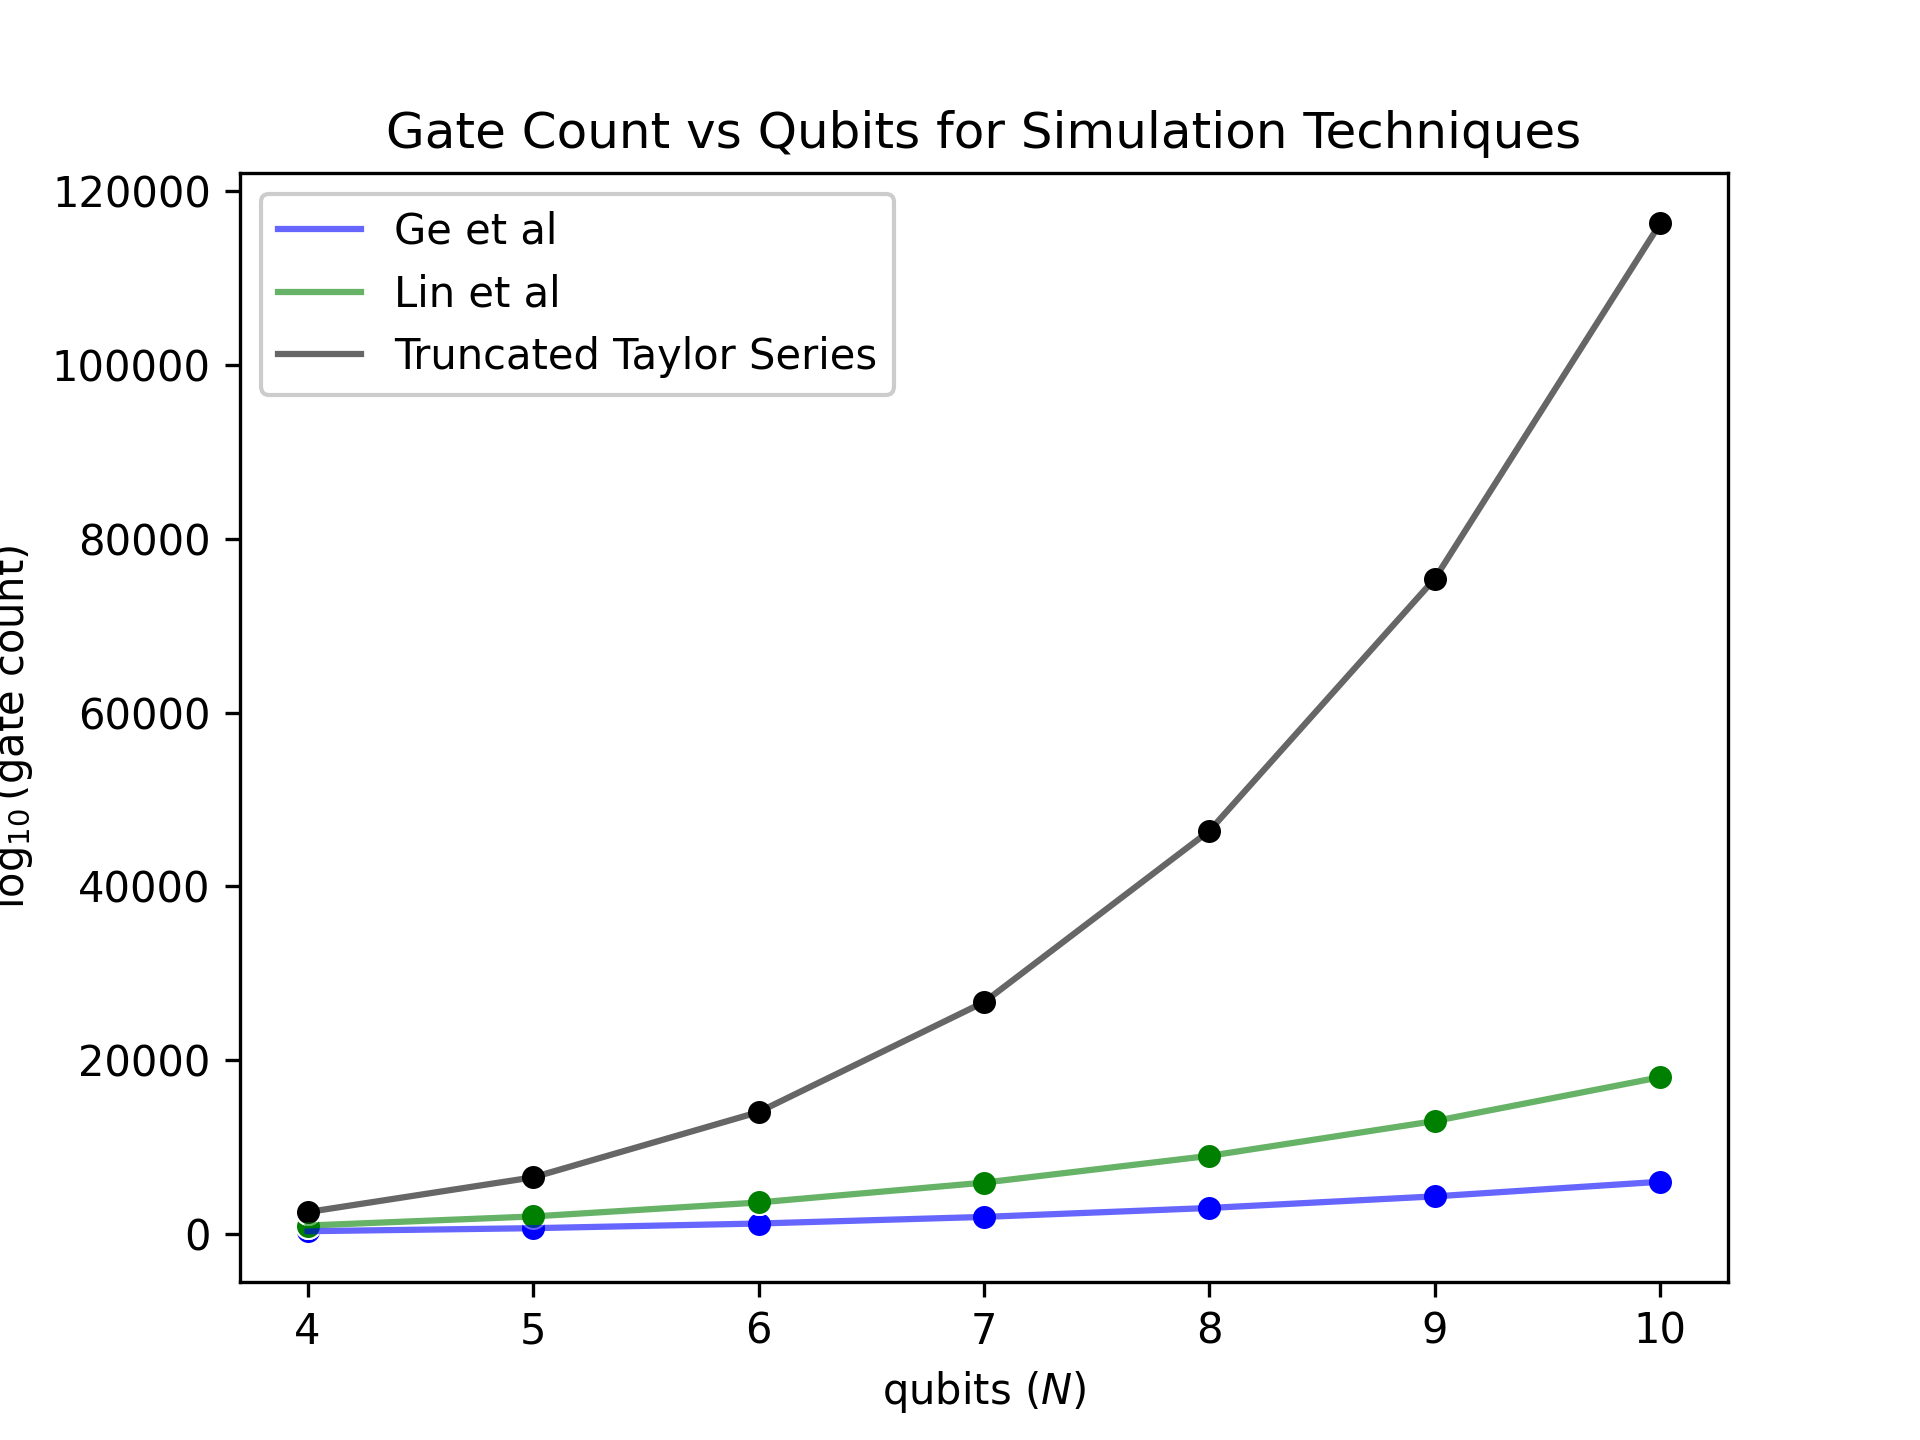 Gate Count vs Qubits for Simulation Techniques
Ge et al
Lin et al
Truncated Taylor Series
120000
100000
80000
60000
40000
20000
0
log₁₀(gate count)
4 5 6 7 8 9 10
qubits (N)